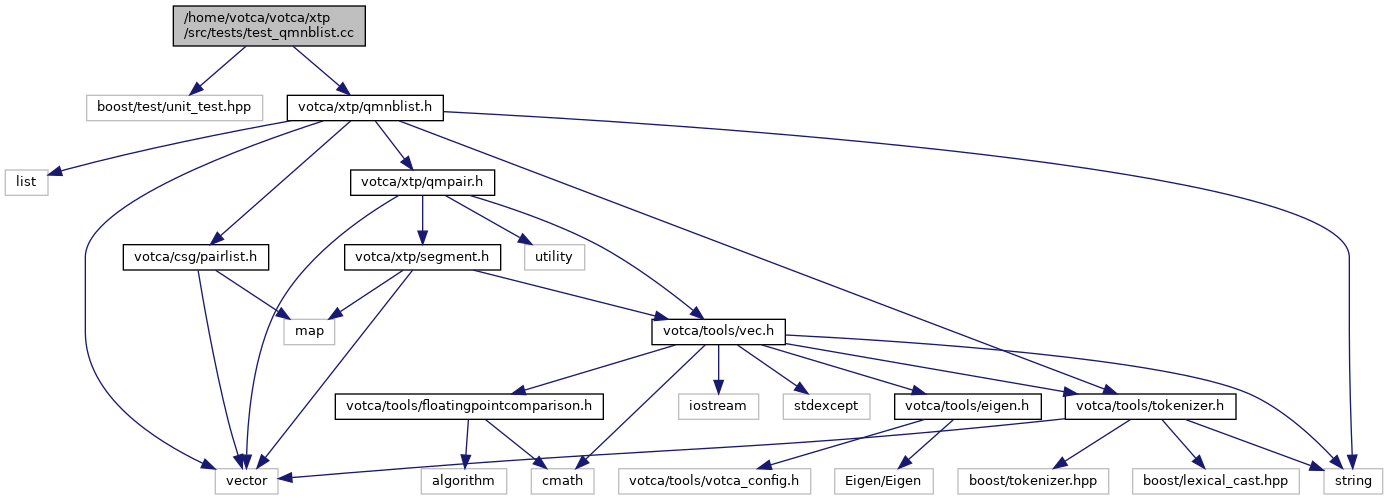 /home/votca/votca/xtp
/src/tests/test_qmnblist.cc
boost/test/unit_test.hpp
votca/xtp/qmnblist.h
list
votca/xtp/qmpair.h
votca/csg/pairlist.h
votca/xtp/segment.h
utility
map
votca/tools/vec.h
votca/tools/floatingpointcomparison.h
iostream
stdexcept
votca/tools/eigen.h
votca/tools/tokenizer.h
vector
algorithm
cmath
votca/tools/votca_config.h
Eigen/Eigen
boost/tokenizer.hpp
boost/lexical_cast.hpp
string